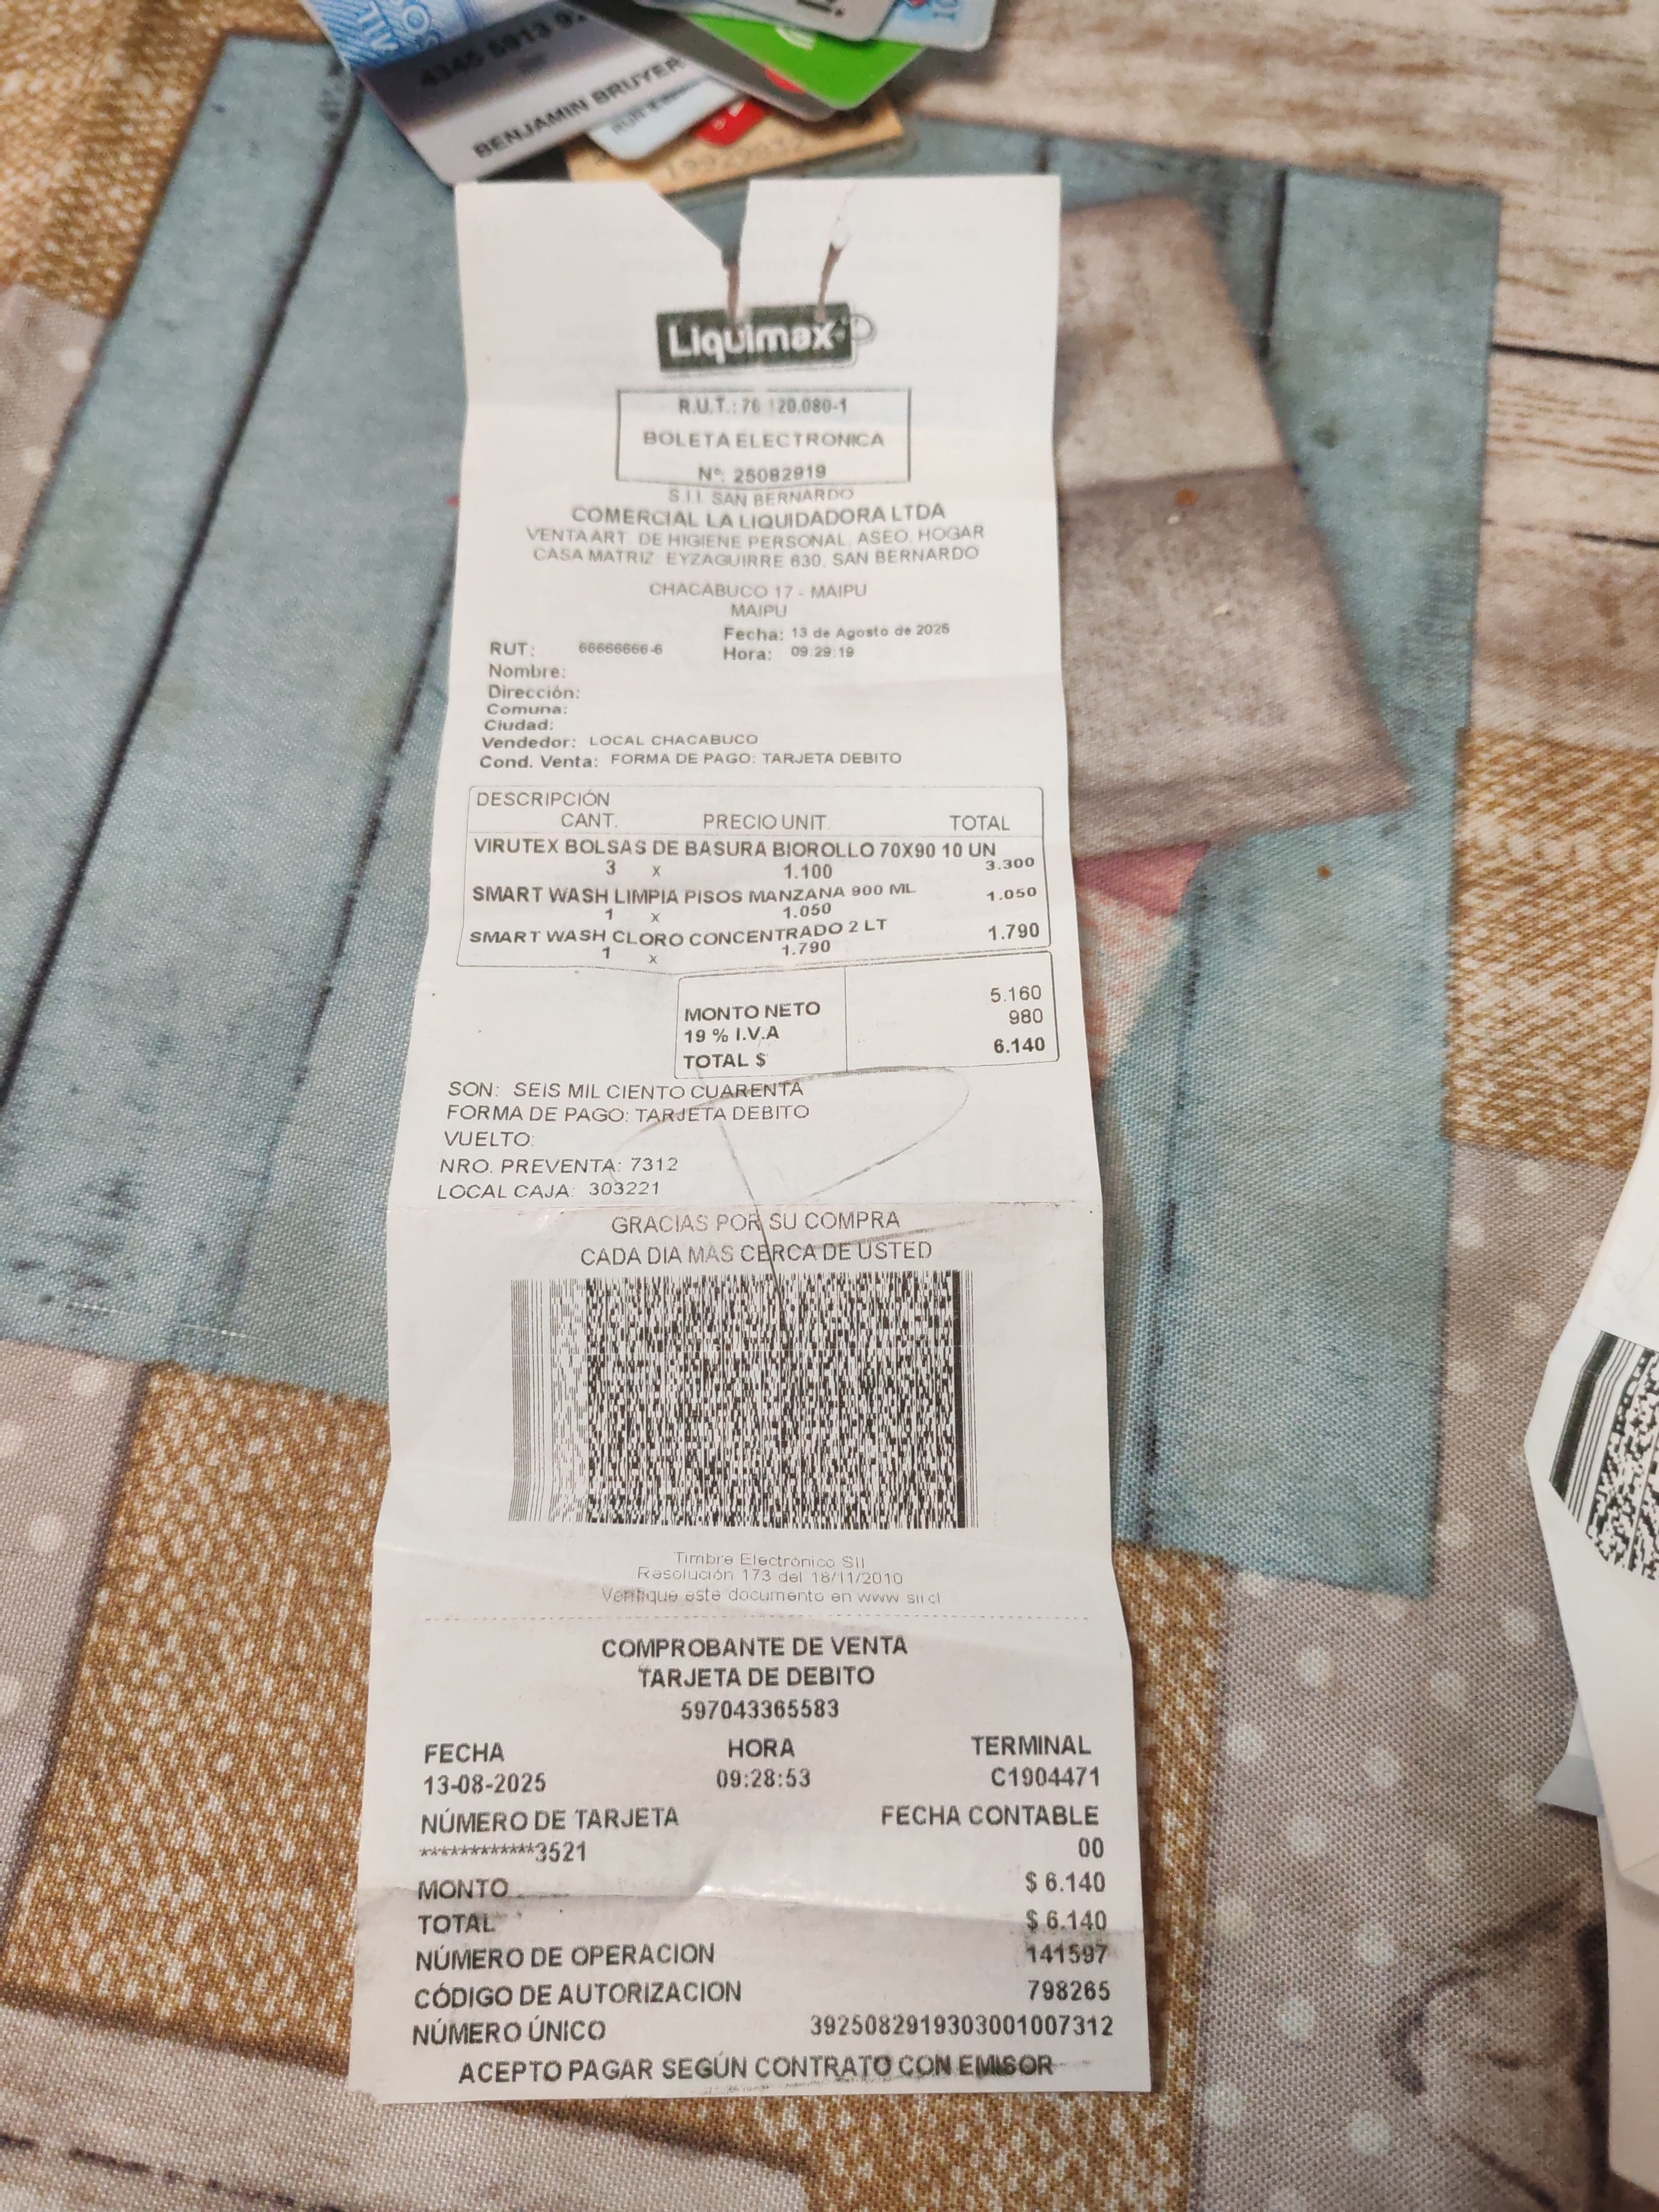 BENJAMIN BRUYER
Liquimax
R.U.T.: 76 120.080-1
BOLETA ELECTRONICA
Nº: 25082919
S.I.I. SAN BERNARDO
COMERCIAL LA LIQUIDADORA LTDA
VENTA ART. DE HIGIENE PERSONAL, ASEO, HOGAR
CASA MATRIZ EYZAGUIRRE 630, SAN BERNARDO
CHACABUCO 17 - MAIPU
MAIPU
Fecha: 13 de Agosto de 2025
RUT: 66666666-6 Hora: 09:29:19
Nombre:
Dirección:
Comuna:
Ciudad:
Vendedor: LOCAL CHACABUCO
Cond. Venta: FORMA DE PAGO: TARJETA DEBITO
DESCRIPCIÓN
CANT. PRECIO UNIT. TOTAL
VIRUTEX BOLSAS DE BASURA BIOROLLO 70X90 10 UN
3 x 1.100 3.300
SMART WASH LIMPIA PISOS MANZANA 900 ML
1 x 1.050 1.050
SMART WASH CLORO CONCENTRADO 2 LT
1 x 1.790 1.790
MONTO NETO 5.160
19 % I.V.A 980
TOTAL $ 6.140
SON: SEIS MIL CIENTO CUARENTA
FORMA DE PAGO: TARJETA DEBITO
VUELTO:
NRO. PREVENTA: 7312
LOCAL CAJA: 303221
GRACIAS POR SU COMPRA
CADA DIA MAS CERCA DE USTED
Timbre Electrónico SII
Resolución 173 del 18/11/2010
Verifique este documento en www.sii.cl
COMPROBANTE DE VENTA
TARJETA DE DEBITO
597043365583
FECHA HORA TERMINAL
13-08-2025 09:28:53 C1904471
NÚMERO DE TARJETA FECHA CONTABLE
************3521 00
MONTO $ 6.140
TOTAL $ 6.140
NÚMERO DE OPERACION 141597
CÓDIGO DE AUTORIZACION 798265
NÚMERO ÚNICO 3925082919303001007312
ACEPTO PAGAR SEGÚN CONTRATO CON EMISOR